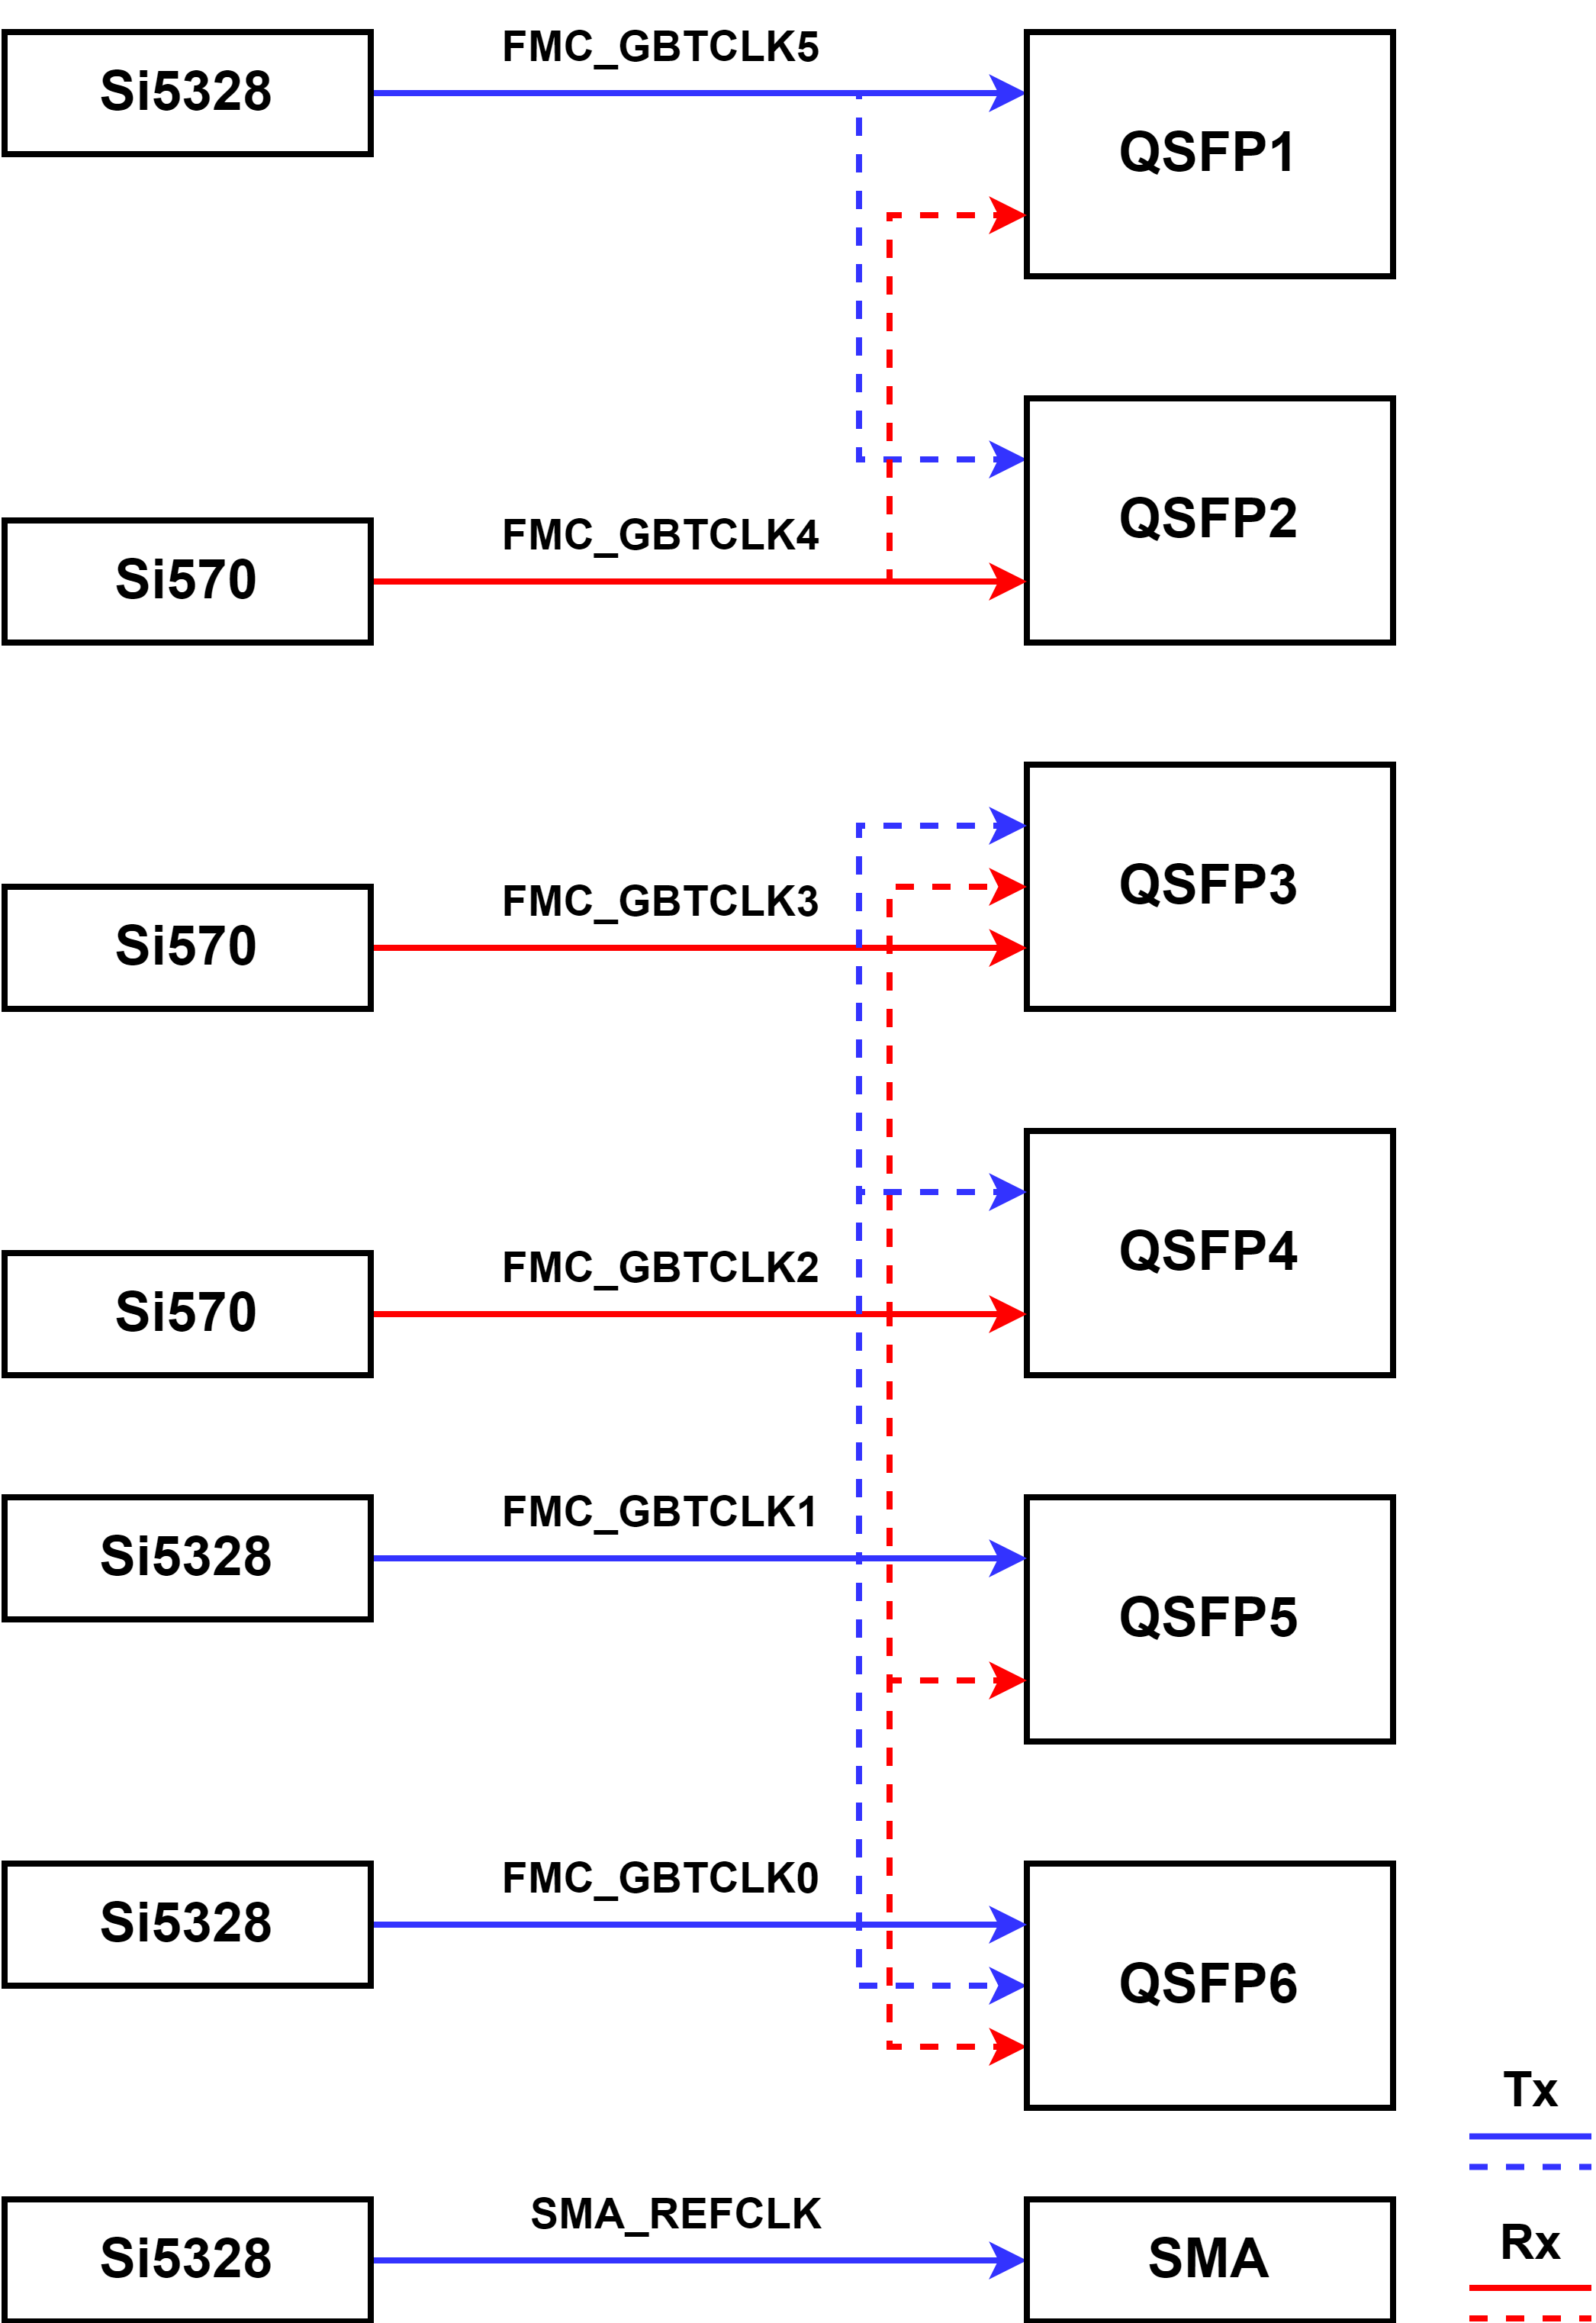 FMC_GBTCLK5
Si5328
QSFP1
QSFP2
FMC_GBTCLK4
Si570
QSFP3
FMC_GBTCLK3
Si570
QSFP4
FMC_GBTCLK2
Si570
FMC_GBTCLK1
Si5328
QSFP5
FMC_GBTCLK0
Si5328
QSFP6
Tx
SMA_REFCLK
Si5328
SMA
Rx